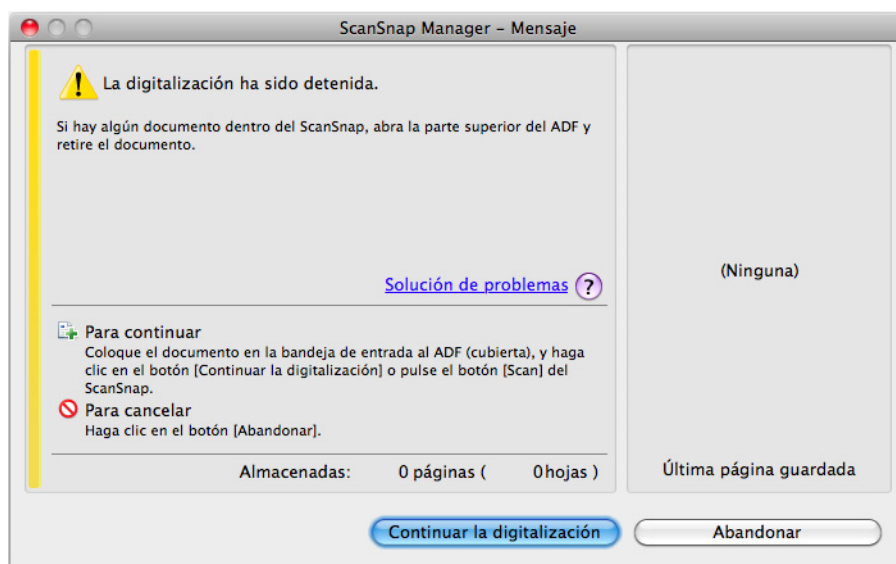 ScanSnap Manager – Mensaje
La digitalización ha sido detenida.
Si hay algún documento dentro del ScanSnap, abra la parte superior del ADF y
retire el documento.
Solución de problemas ?
(Ninguna)
Para continuar
Coloque el documento en la bandeja de entrada al ADF (cubierta), y haga
clic en el botón [Continuar la digitalización] o pulse el botón [Scan] del
ScanSnap.
Para cancelar
Haga clic en el botón [Abandonar].
Almacenadas: 0 páginas ( 0hojas )
Última página guardada
Continuar la digitalización
Abandonar